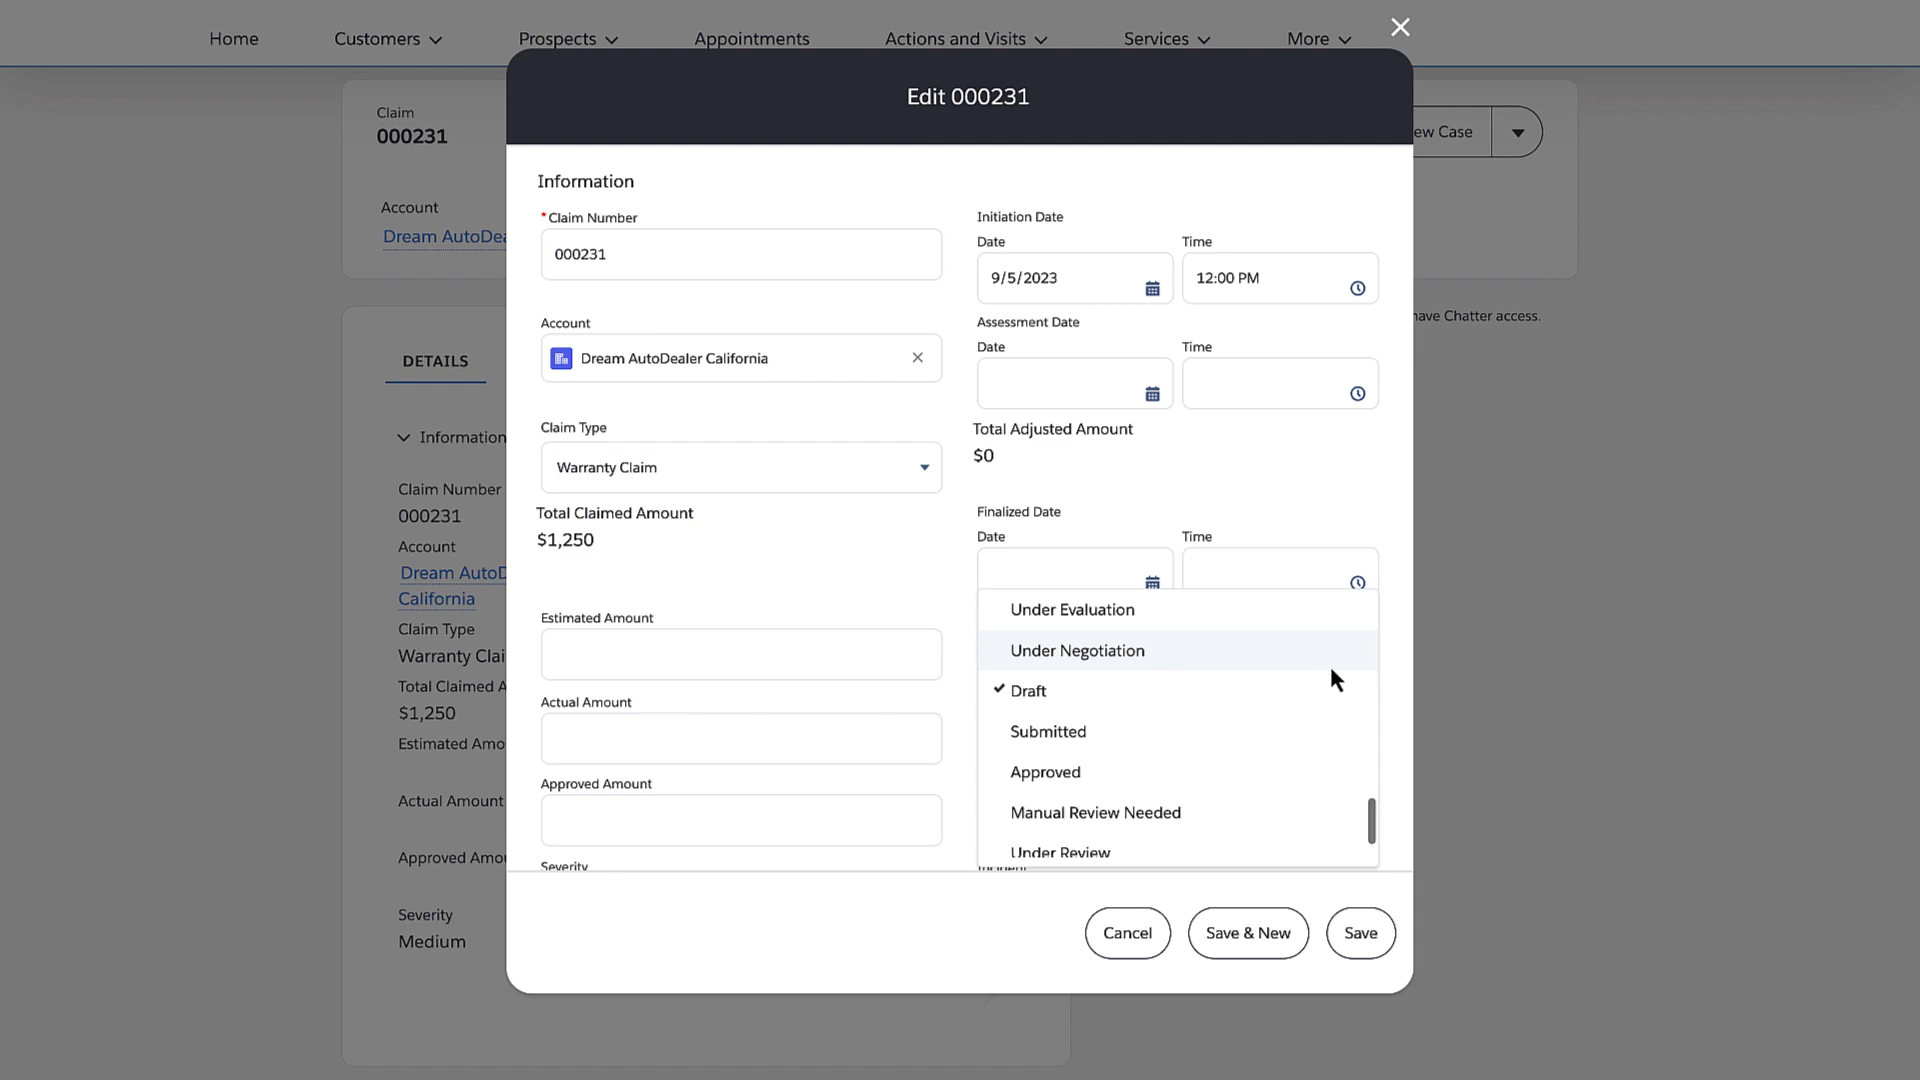 Home
Customers
Prospects
Appointments
Actions and Visits
Services
More
Claim
000231
ew Case
Account
Dream AutoDea
have Chatter access.
DETAILS
Information
Claim Number
000231
Account
Dream AutoD
California
Claim Type
Warranty Clai
Total Claimed A
$1,250
Estimated Amo
Actual Amount
Approved Amou
Severity
Medium
Edit 000231
Information
*Claim Number
000231
Initiation Date
Date
Time
9/5/2023
12:00 PM
Account
Dream AutoDealer California
Assessment Date
Date
Time
Claim Type
Warranty Claim
Total Adjusted Amount
$0
Total Claimed Amount
$1,250
Finalized Date
Date
Time
Estimated Amount
Actual Amount
Approved Amount
Severity
Under Evaluation
Under Negotiation
Draft
Submitted
Approved
Manual Review Needed
Under Review
Incident
Cancel
Save & New
Save